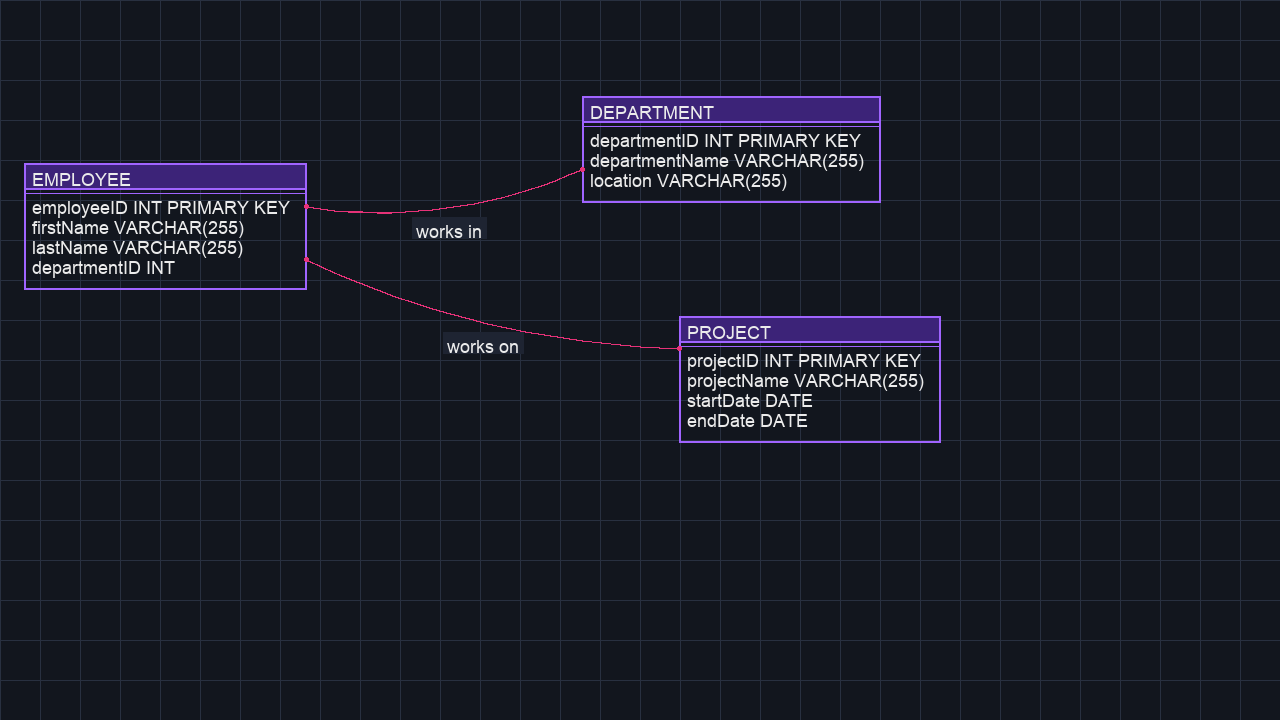 EMPLOYEE
employeeID INT PRIMARY KEY
firstName VARCHAR(255)
lastName VARCHAR(255)
departmentID INT
works in
works on
DEPARTMENT
departmentID INT PRIMARY KEY
departmentName VARCHAR(255)
location VARCHAR(255)
PROJECT
projectID INT PRIMARY KEY
projectName VARCHAR(255)
startDate DATE
endDate DATE